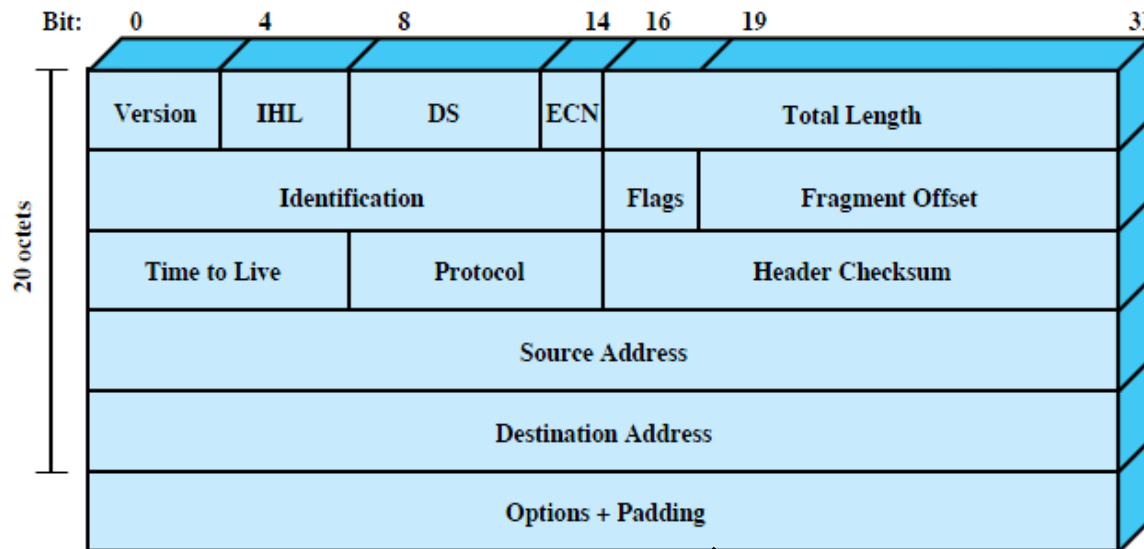 Bit: 0 4 8 14 16 19 3
Version IHL DS ECN Total Length
Identification Flags Fragment Offset
20 octets
Time to Live Protocol Header Checksum
Source Address
Destination Address
Options + Padding